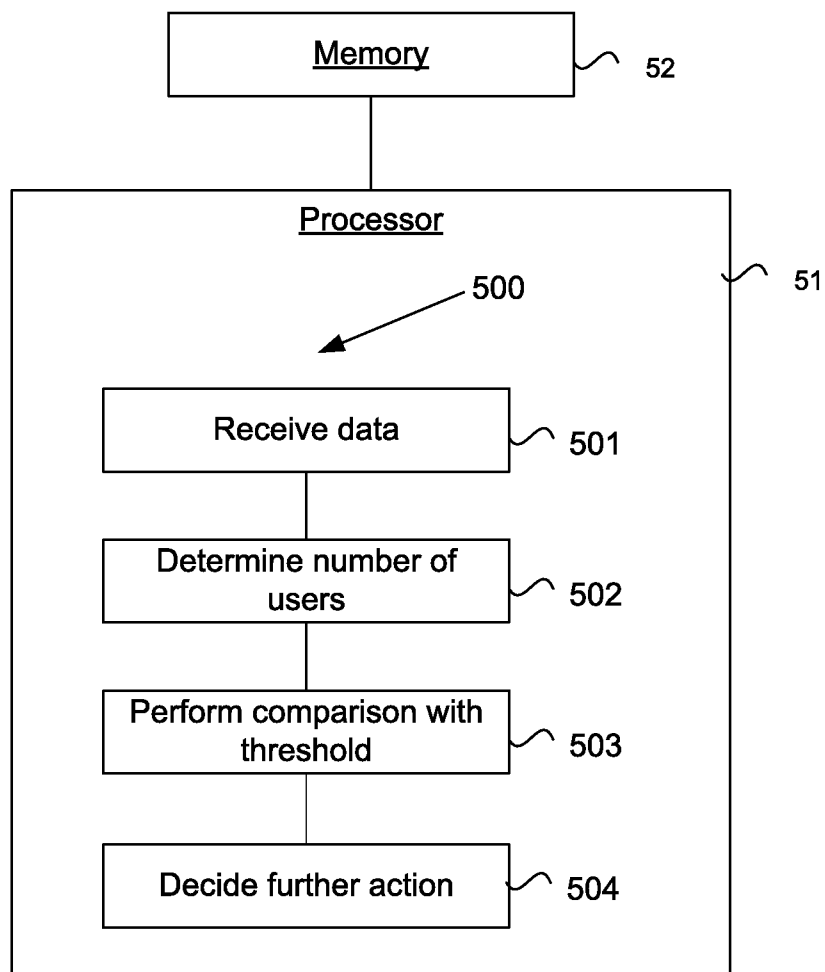 Memory
52
Processor
51
500
Receive data
501
Determine number of
users
502
Perform comparison with
threshold
503
Decide further action
504